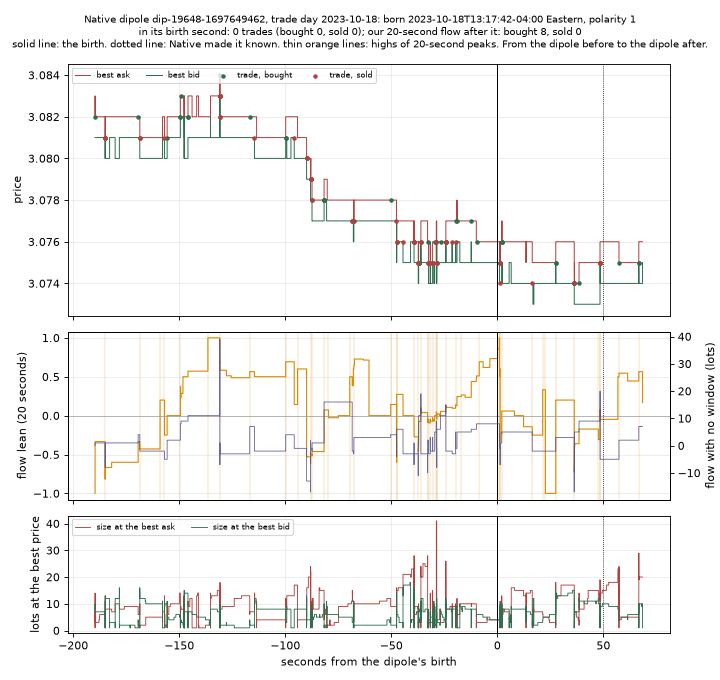 Native dipole dip-19648-1697649462, trade day 2023-10-18: born 2023-10-18T13:17:42-04:00 Eastern, polarity 1
in its birth second: 0 trades (bought 0, sold 0); our 20-second flow after it: bought 8, sold 0
solid line: the birth. dotted line: Native made it known. thin orange lines: highs of 20-second peaks. From the dipole before to the dipole after.
best ask
best bid
trade, bought
trade, sold
price
3.084
3.082
3.080
3.078
3.076
3.074
flow lean (20 seconds)
1.0
0.5
0.0
−0.5
−1.0
flow with no window (lots)
40
30
20
10
0
−10
size at the best ask
size at the best bid
lots at the best price
40
30
20
10
0
−200
−150
−100
−50
0
50
seconds from the dipole's birth